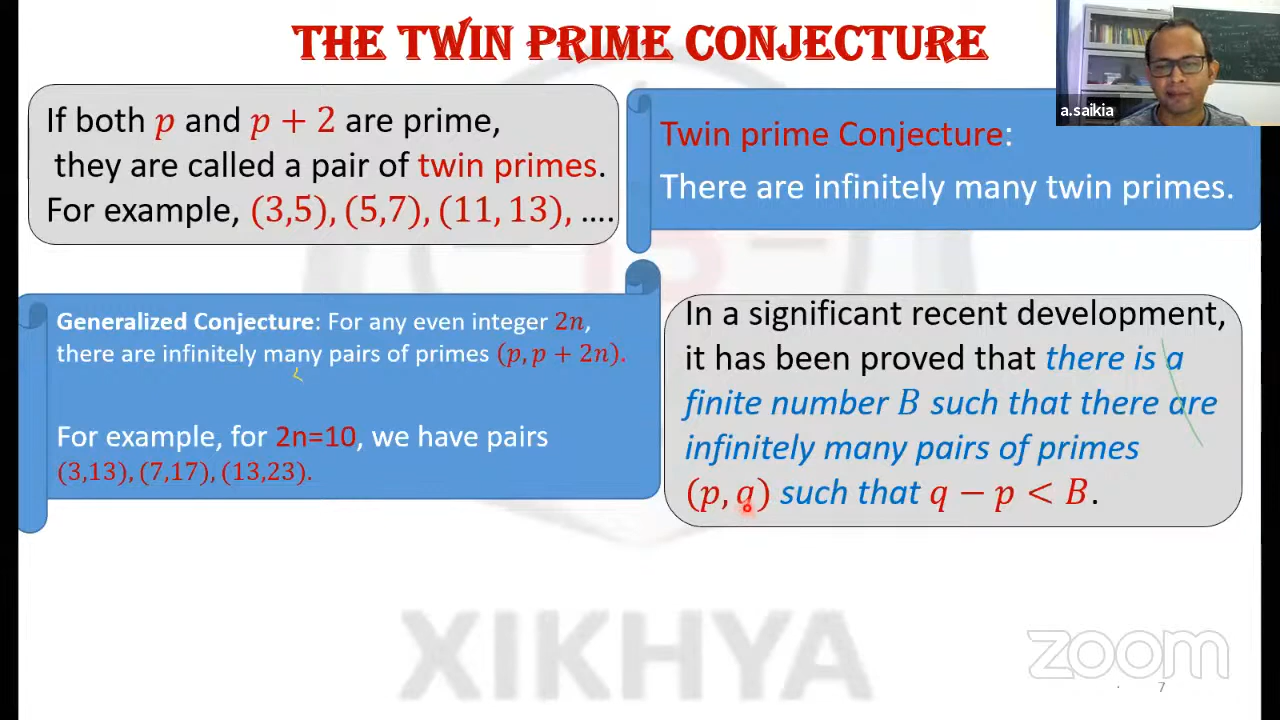 THE TWIN PRIME CONJECTURE
a.saikia
If both p and p + 2 are prime,
they are called a pair of twin primes.
For example, (3,5), (5,7), (11, 13), ....
Twin prime Conjecture:
There are infinitely many twin primes.
Generalized Conjecture: For any even integer 2n,
there are infinitely many pairs of primes (p, p + 2n).
For example, for 2n=10, we have pairs
(3,13), (7,17), (13,23).
In a significant recent development,
it has been proved that there is a
finite number B such that there are
infinitely many pairs of primes
(p, q) such that q − p < B.
XIKHYA
zoom
7